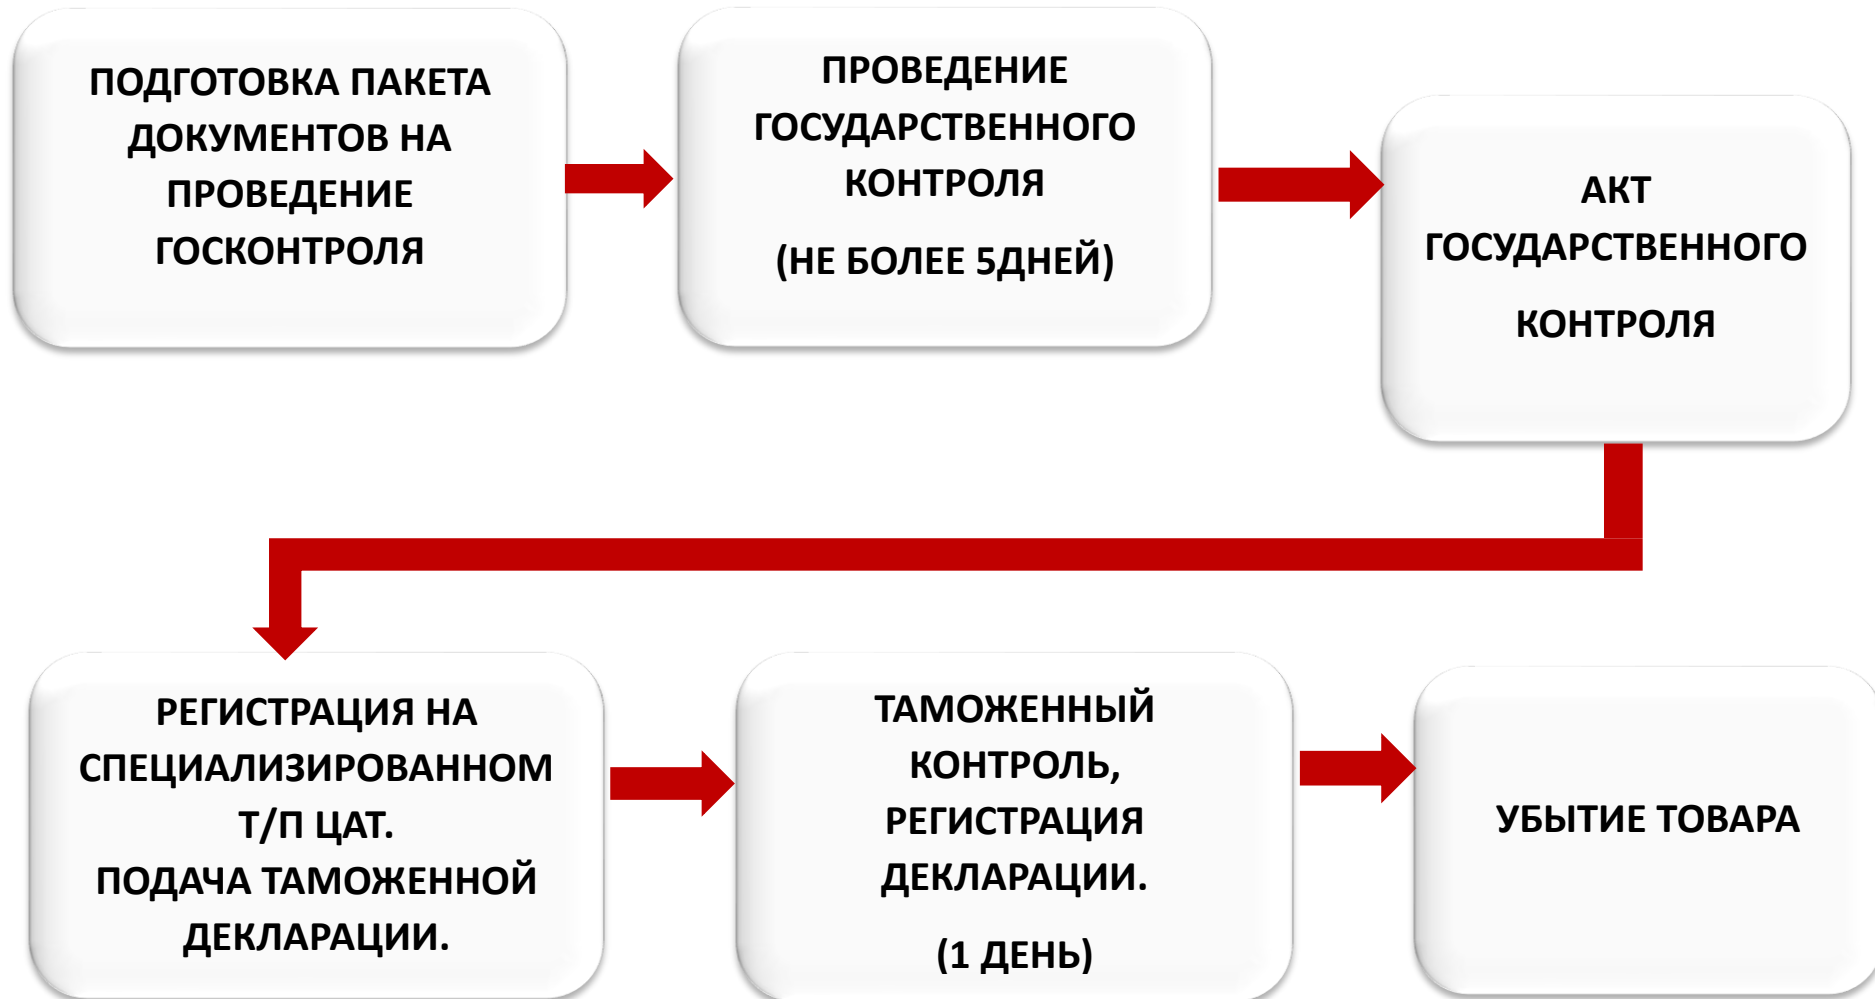 ПОДГОТОВКА ПАКЕТА
ДОКУМЕНТОВ НА
ПРОВЕДЕНИЕ
ГОСКОНТРОЛЯ
ПРОВЕДЕНИЕ
ГОСУДАРСТВЕННОГО
КОНТРОЛЯ
(НЕ БОЛЕЕ 5ДНЕЙ)
АКТ
ГОСУДАРСТВЕННОГО
КОНТРОЛЯ
РЕГИСТРАЦИЯ НА
СПЕЦИАЛИЗИРОВАННОМ
Т/П ЦАТ.
ПОДАЧА ТАМОЖЕННОЙ
ДЕКЛАРАЦИИ.
ТАМОЖЕННЫЙ
КОНТРОЛЬ,
РЕГИСТРАЦИЯ
ДЕКЛАРАЦИИ.
(1 ДЕНЬ)
УБЫТИЕ ТОВАРА